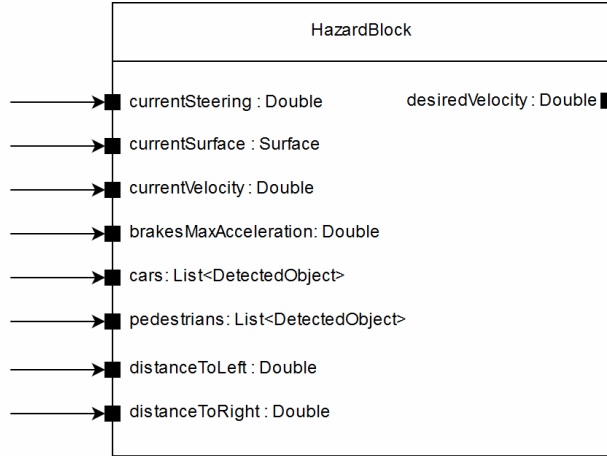 HazardBlock
currentSteering : Double
desiredVelocity : Double
currentSurface : Surface
currentVelocity : Double
brakesMaxAcceleration: Double
cars: List<DetectedObject>
pedestrians: List<DetectedObject>
distanceToLeft : Double
distanceToRight : Double